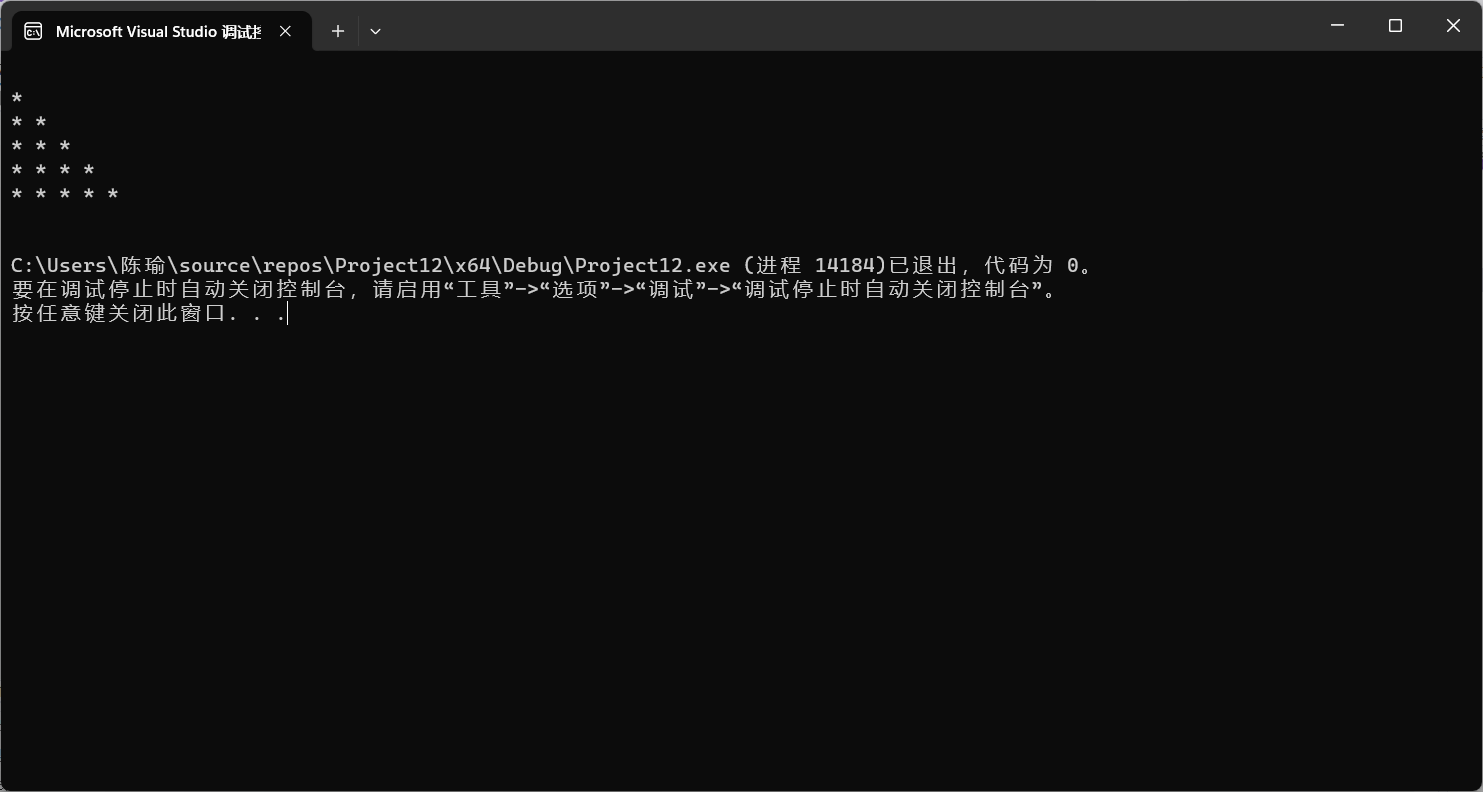 Microsoft Visual Studio 调试
*
* *
* * *
* * * *
* * * * *
C:\Users\陈瑜\source\repos\Project12\x64\Debug\Project12.exe (进程 14184)已退出，代码为 0。
要在调试停止时自动关闭控制台，请启用“工具”->“选项”->“调试”->“调试停止时自动关闭控制台”。
按任意键关闭此窗口. . .